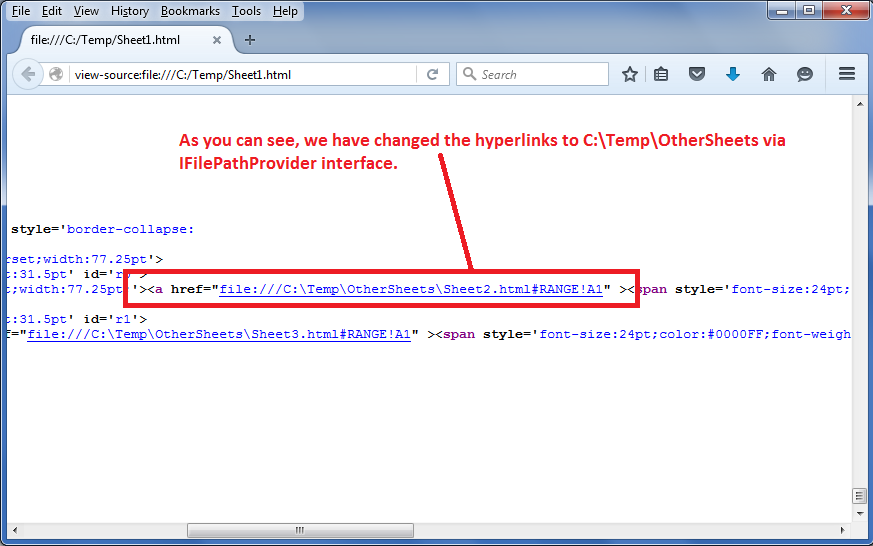 File Edit View History Bookmarks Tools Help
file:///C:/Temp/Sheet1.html
view-source:file:///C:/Temp/Sheet1.html Search
As you can see, we have changed the hyperlinks to C:\Temp\OtherSheets via
IFilePathProvider interface.
style='border-collapse:
rset;width:77.25pt'>
t:31.5pt' id='r0'>
t;width:77.25pt;'><a href="file:///C:\Temp\OtherSheets\Sheet2.html#RANGE!A1" ><span style='font-size:24pt;
t:31.5pt' id='r1'>
f="file:///C:\Temp\OtherSheets\Sheet3.html#RANGE!A1" ><span style='font-size:24pt;color:#0000FF;font-weigh